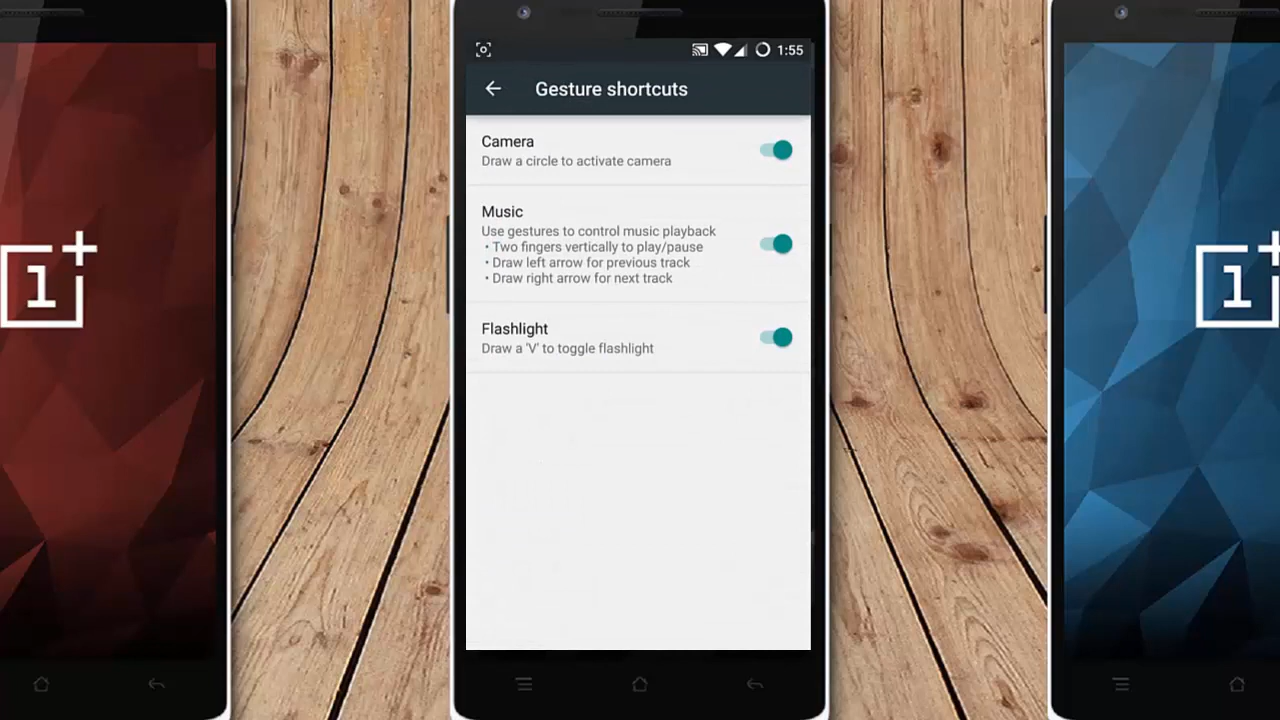 1:55
Gesture shortcuts
Camera
Draw a circle to activate camera
Music
Use gestures to control music playback
• Two fingers vertically to play/pause
• Draw left arrow for previous track
• Draw right arrow for next track
Flashlight
Draw a 'V' to toggle flashlight
1+
1+